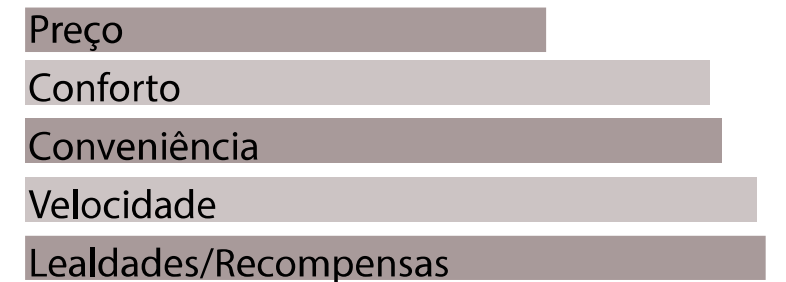 Preço
Conforto
Conveniência
Velocidade
Lealdades/Recompensas